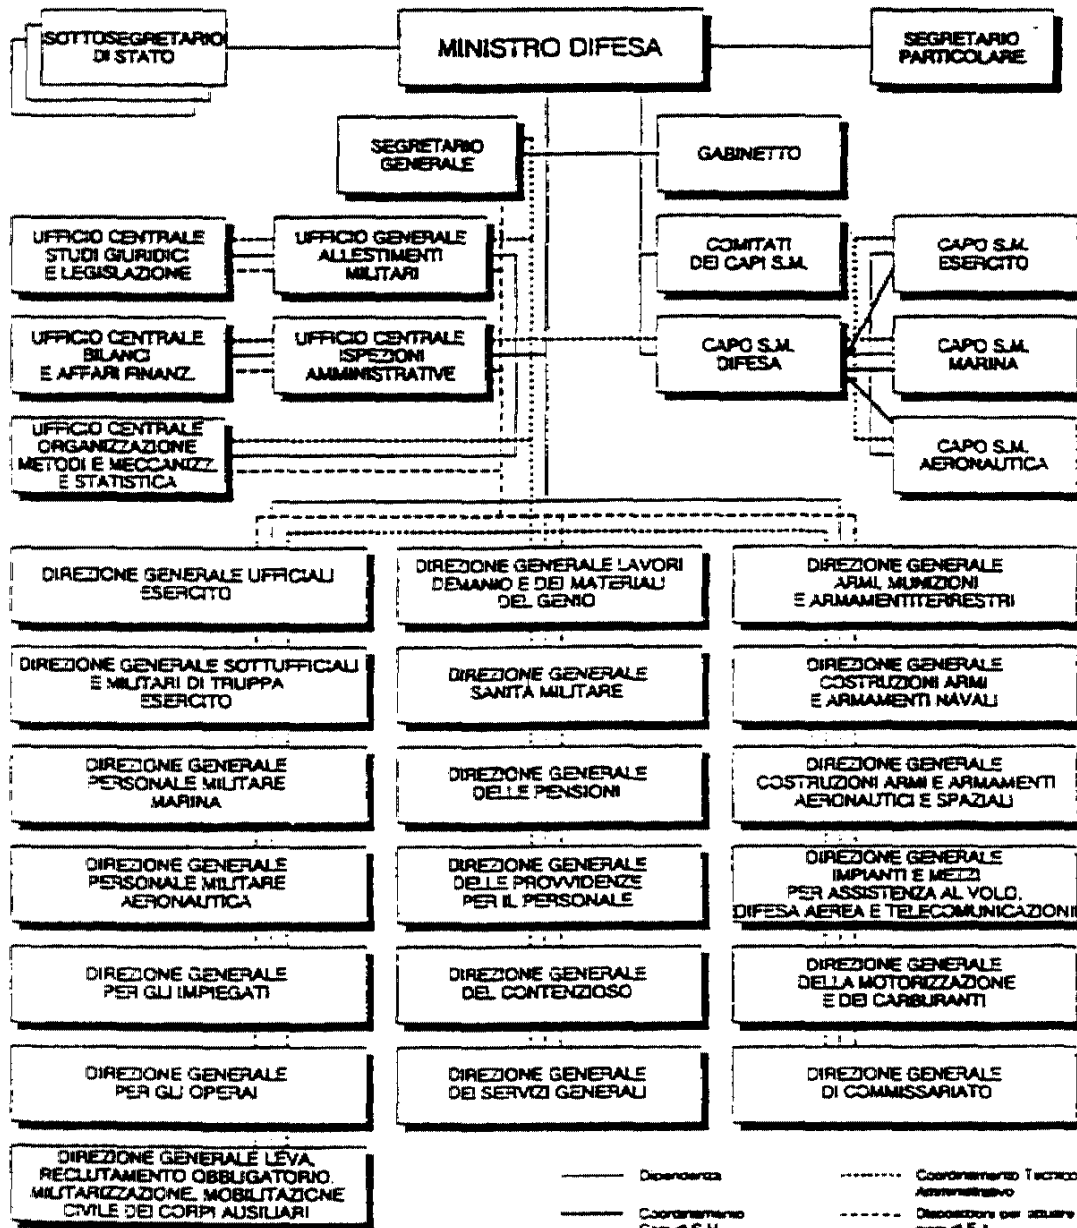 SOTTOSEGRETARIO
DI STATO
MINISTRO DIFESA
SEGRETARIO
PARTICOLARE
SEGRETARIO
GENERALE
GABINETTO
UFFICIO CENTRALE
STUDI GIURIDICI
E LEGISLAZIONE
UFFICIO GENERALE
ALLESTIMENTI
MILITARI
COMITATI
DEI CAPI S.M.
CAPO S.M.
ESERCITO
UFFICIO CENTRALE
BILANCI
E AFFARI FINANZ.
UFFICIO CENTRALE
ISPEZIONI
AMMINISTRATIVE
CAPO S.M.
DIFESA
CAPO S.M.
MARINA
UFFICIO CENTRALE
ORGANIZZAZIONE
METODI E MECCANIZZ.
E STATISTICA
CAPO S.M.
AERONAUTICA
DIREZIONE GENERALE UFFICIALI
ESERCITO
DIREZIONE GENERALE LAVORI
DEMANIO E DEI MATERIALI
DEL GENIO
DIREZIONE GENERALE
ARMI, MUNIZIONI
E ARMAMENTITERRESTRI
DIREZIONE GENERALE SOTTUFFICIALI
E MILITARI DI TRUPPA
ESERCITO
DIREZIONE GENERALE
SANITÀ MILITARE
DIREZIONE GENERALE
COSTRUZIONI ARMI
E ARMAMENTI NAVALI
DIREZIONE GENERALE
PERSONALE MILITARE
MARINA
DIREZIONE GENERALE
DELLE PENSIONI
DIREZIONE GENERALE
COSTRUZIONI ARMI E ARMAMENTI
AERONAUTICI E SPAZIALI
DIREZIONE GENERALE
PERSONALE MILITARE
AERONAUTICA
DIREZIONE GENERALE
DELLE PROVVIDENZE
PER IL PERSONALE
DIREZIONE GENERALE
IMPIANTI E MEZZI
PER ASSISTENZA AL VOLO,
DIFESA AEREA E TELECOMUNICAZIONI
DIREZIONE GENERALE
PER GLI IMPIEGATI
DIREZIONE GENERALE
DEL CONTENZIOSO
DIREZIONE GENERALE
DELLA MOTORIZZAZIONE
E DEI CARBURANTI
DIREZIONE GENERALE
PER GLI OPERAI
DIREZIONE GENERALE
DEI SERVIZI GENERALI
DIREZIONE GENERALE
DI COMMISSARIATO
DIREZIONE GENERALE LEVA,
RECLUTAMENTO OBBLIGATORIO,
MILITARIZZAZIONE, MOBILITAZIONE
CIVILE DEI CORPI AUSILIARI
Dipendenza
Coordinamento Tecnico
Amministrativo
Coordinamento
Disposizioni per attuare